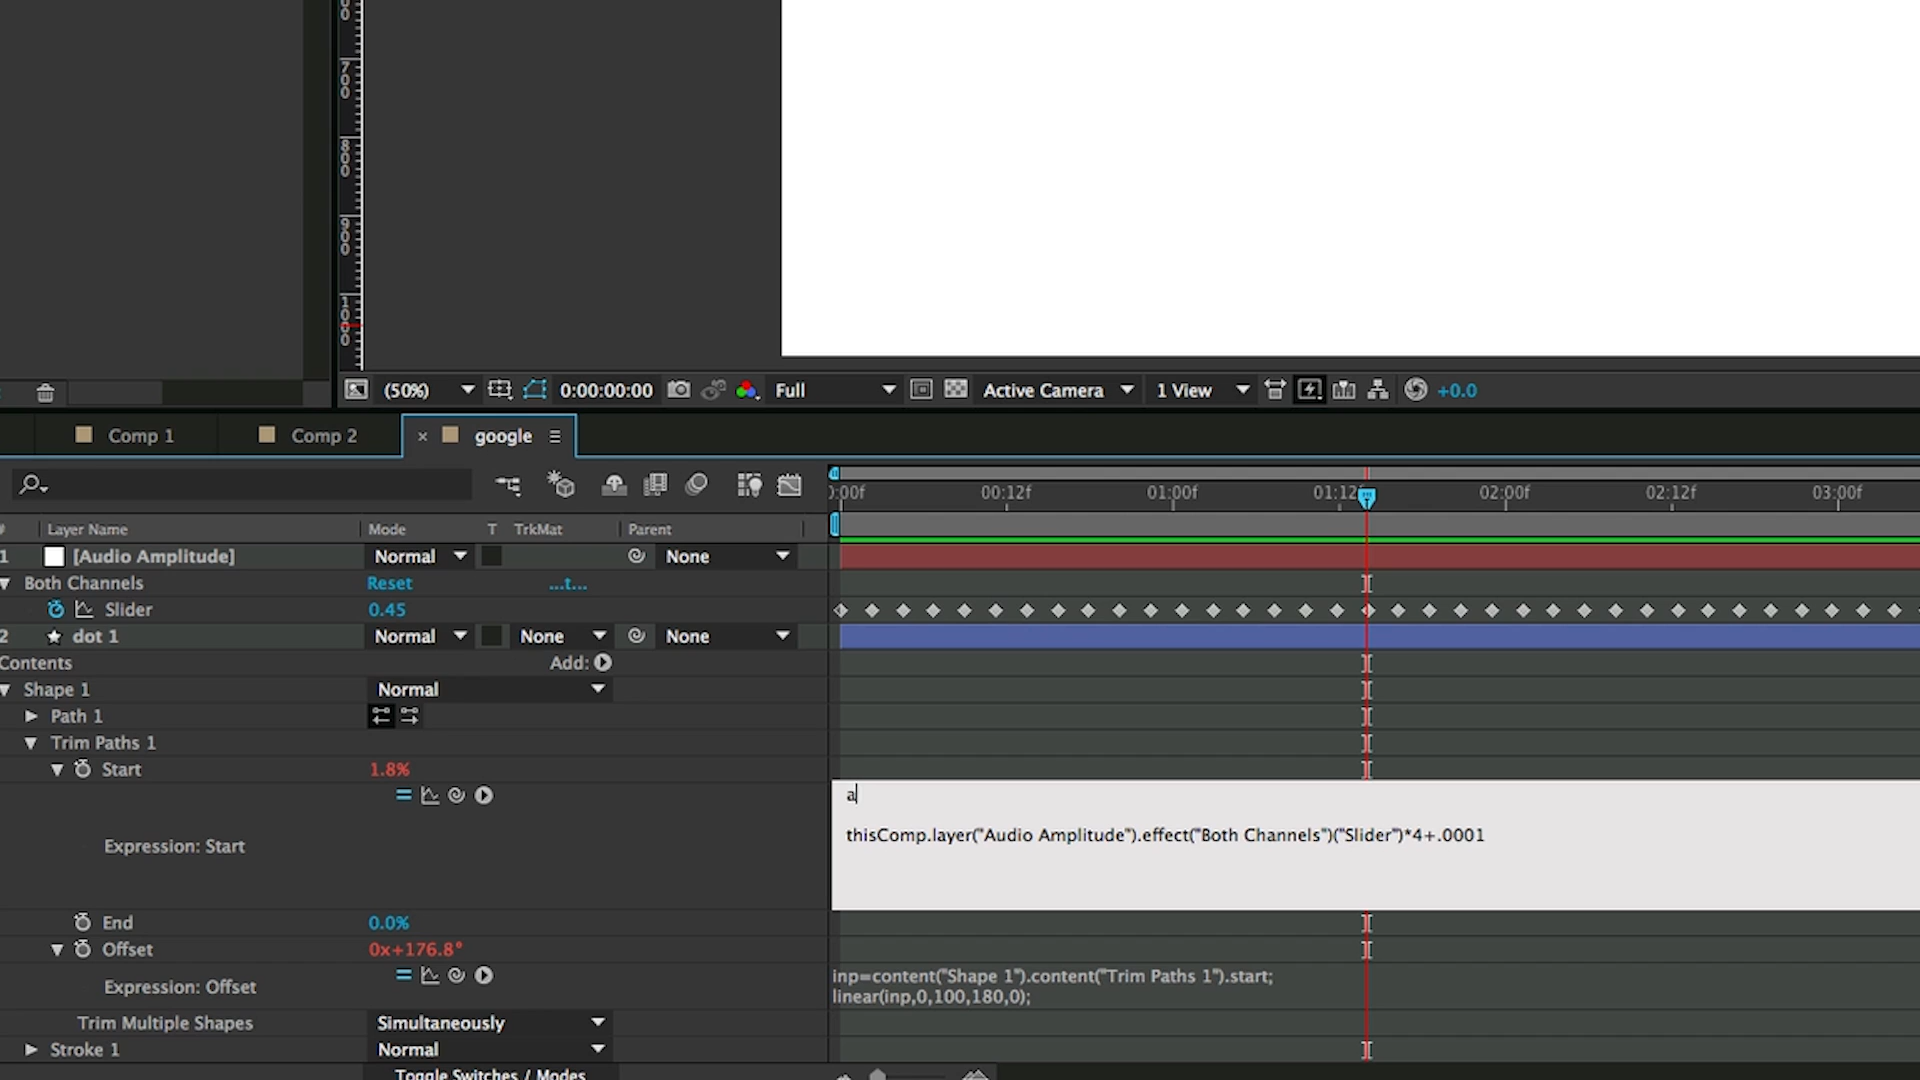 00
700
800
900
1000
(50%)
0:00:00:00
Full
Active Camera
1 View
+0.0
Comp 1
Comp 2
× google
):00f 00:12f 01:00f 01:12 02:00f 02:12f 03:00f
# Layer Name Mode T TrkMat Parent
1 [Audio Amplitude] Normal None
Both Channels Reset ...t...
Slider 0.45
2 dot 1 Normal None None
Contents Add:
Shape 1 Normal
Path 1
Trim Paths 1
Start 1.8%
a
thisComp.layer("Audio Amplitude").effect("Both Channels")("Slider")*4+.0001
Expression: Start
End 0.0%
Offset 0x+176.8°
Expression: Offset
inp=content("Shape 1").content("Trim Paths 1").start;
linear(inp,0,100,180,0);
Trim Multiple Shapes Simultaneously
Stroke 1 Normal
Toggle Switches / Modes